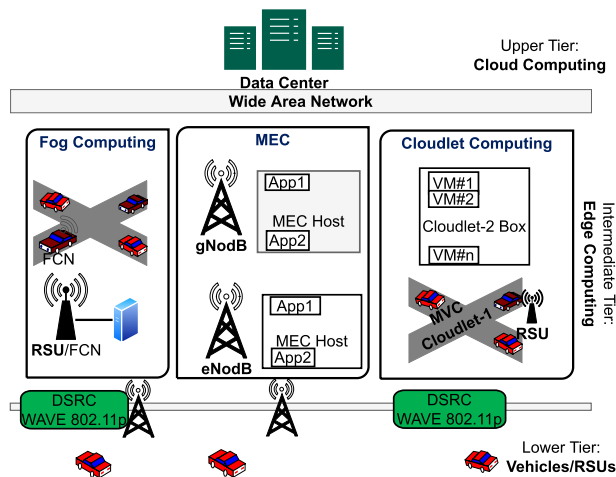 Upper Tier:
Cloud Computing
Data Center
Wide Area Network
Fog Computing
FCN
RSU/FCN
MEC
gNodB
App1
MEC Host
App2
eNodB
App1
MEC Host
App2
Cloudlet Computing
VM#1
VM#2
Cloudlet-2 Box
VM#n
MVC
Cloudlet-1
RSU
Intermediate Tier:
Edge Computing
DSRC
WAVE 802.11p
DSRC
WAVE 802.11p
Lower Tier:
Vehicles/RSUs